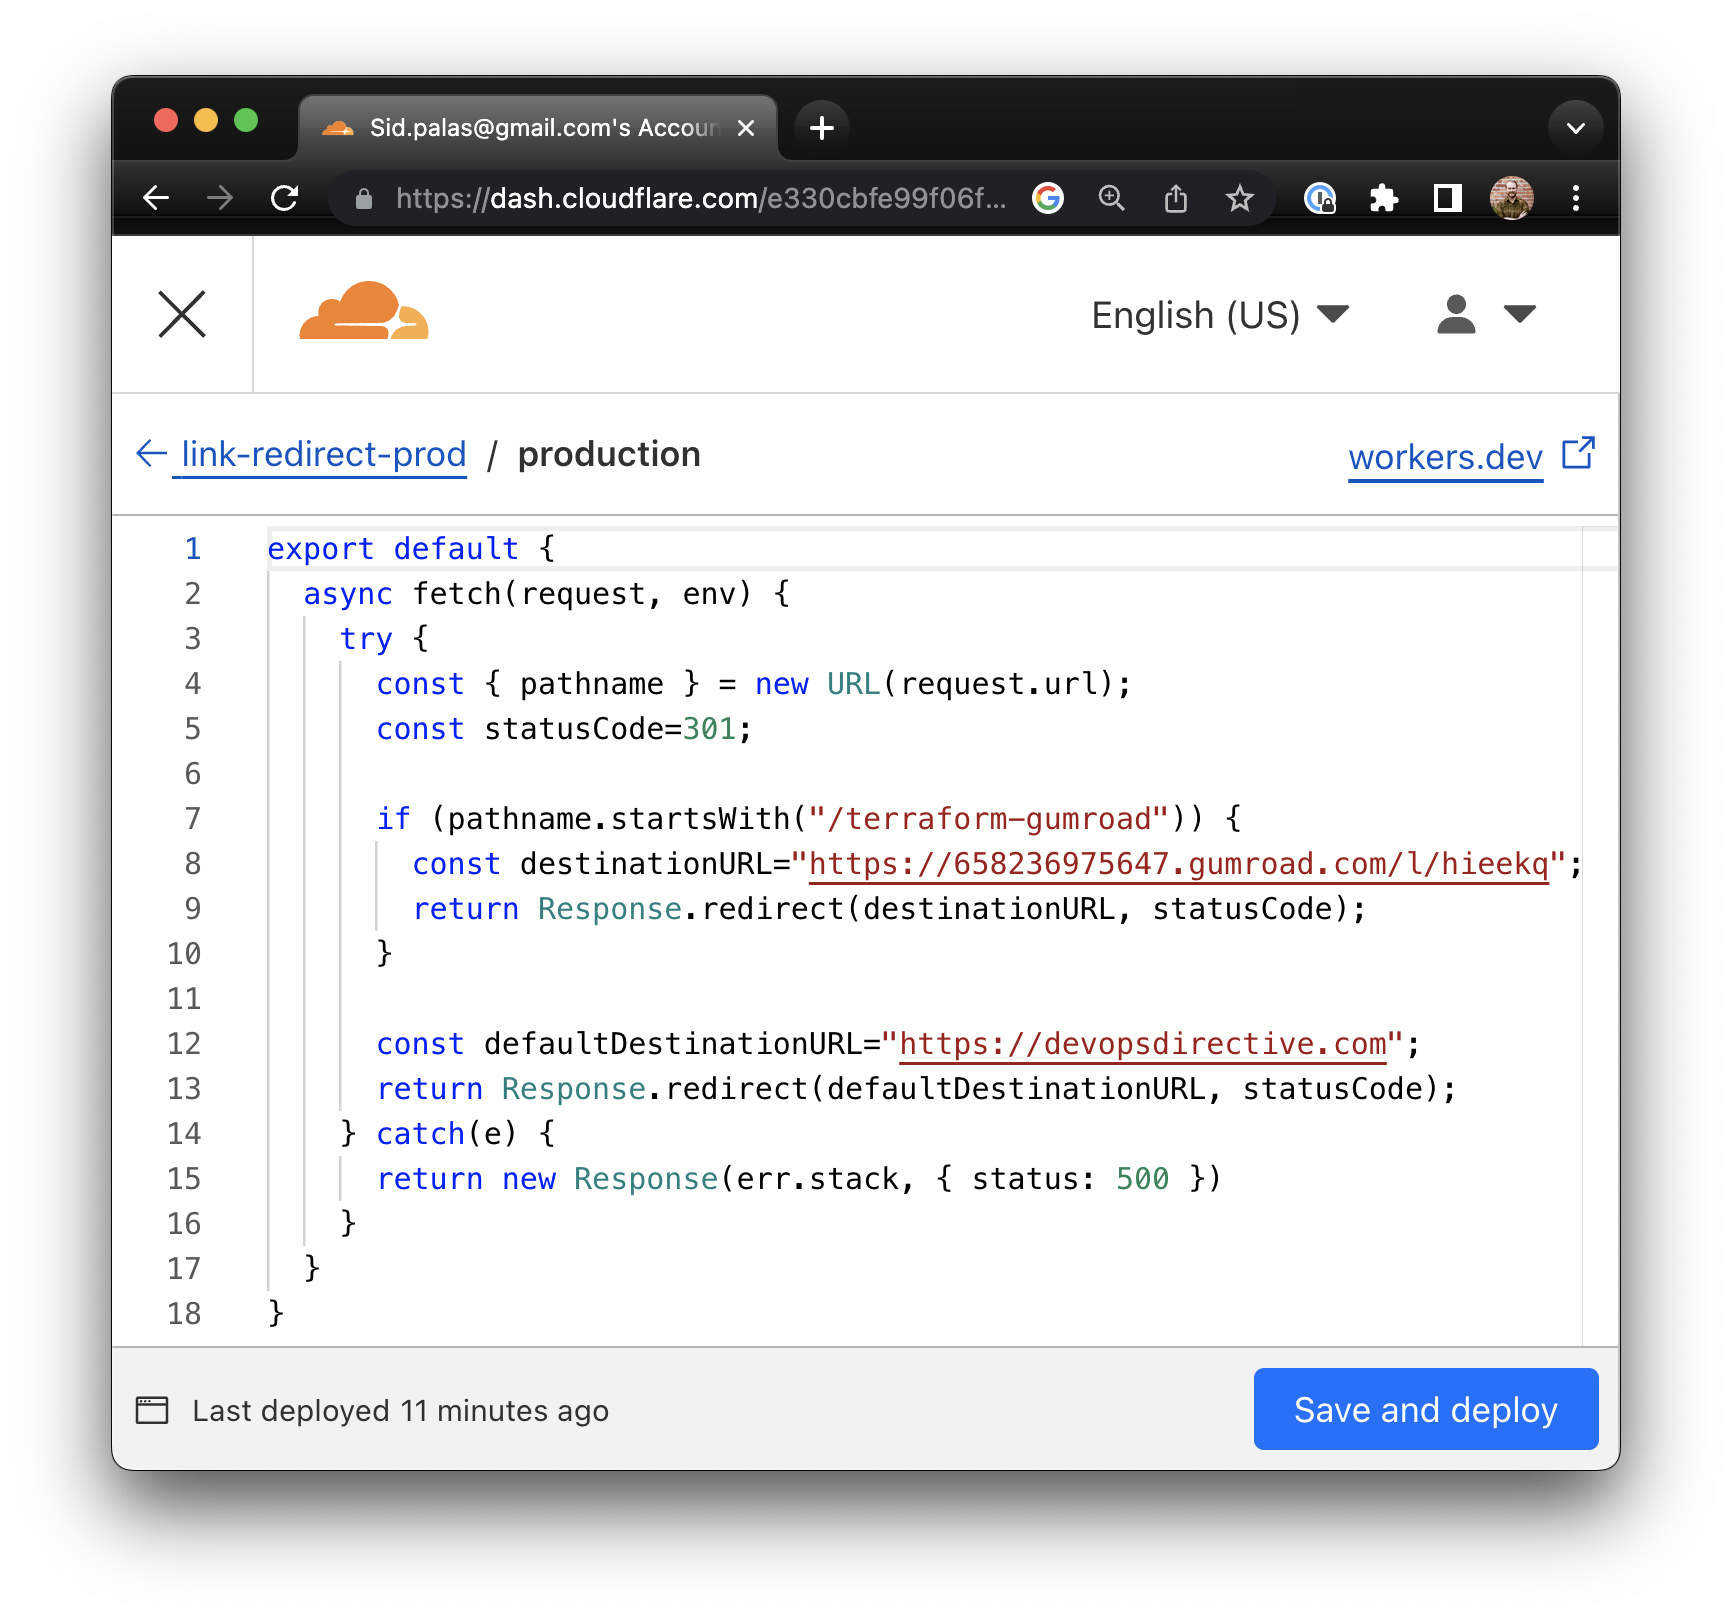 Sid.palas@gmail.com's Accoun
https://dash.cloudflare.com/e330cbfe99f06f...
English (US)
link-redirect-prod / production
workers.dev
1 export default {
2 async fetch(request, env) {
3 try {
4 const { pathname } = new URL(request.url);
5 const statusCode=301;
6
7 if (pathname.startsWith("/terraform-gumroad")) {
8 const destinationURL="https://658236975647.gumroad.com/l/hieekq";
9 return Response.redirect(destinationURL, statusCode);
10 }
11
12 const defaultDestinationURL="https://devopsdirective.com";
13 return Response.redirect(defaultDestinationURL, statusCode);
14 } catch(e) {
15 return new Response(err.stack, { status: 500 })
16 }
17 }
18 }
Last deployed 11 minutes ago
Save and deploy